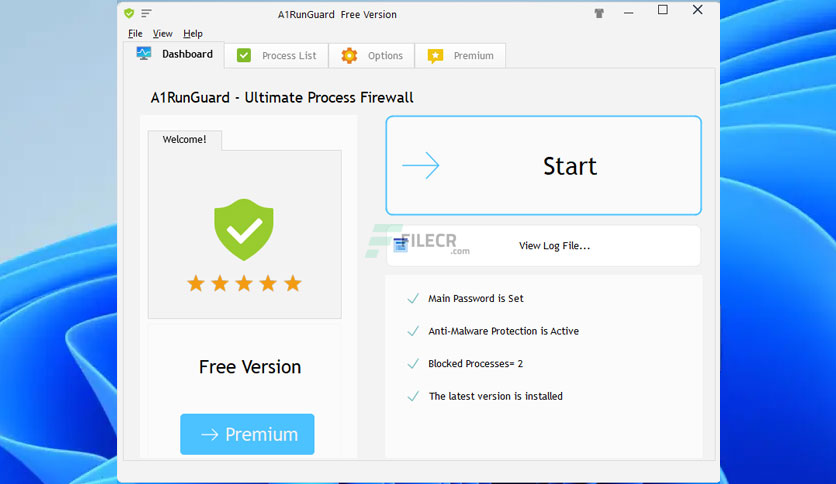 A1RunGuard Free Version
File View Help
Dashboard
Process List
Options
Premium
A1RunGuard - Ultimate Process Firewall
Welcome!
Start
FILECR
.com
View Log File...
Main Password is Set
Anti-Malware Protection is Active
Blocked Processes= 2
The latest version is installed
Free Version
Premium